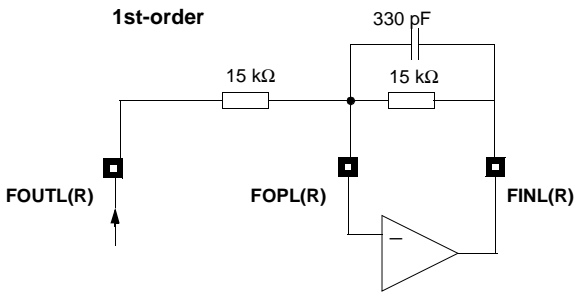 1st-order
330 pF
15 kΩ
15 kΩ
FOUTL(R)
FOPL(R)
FINL(R)